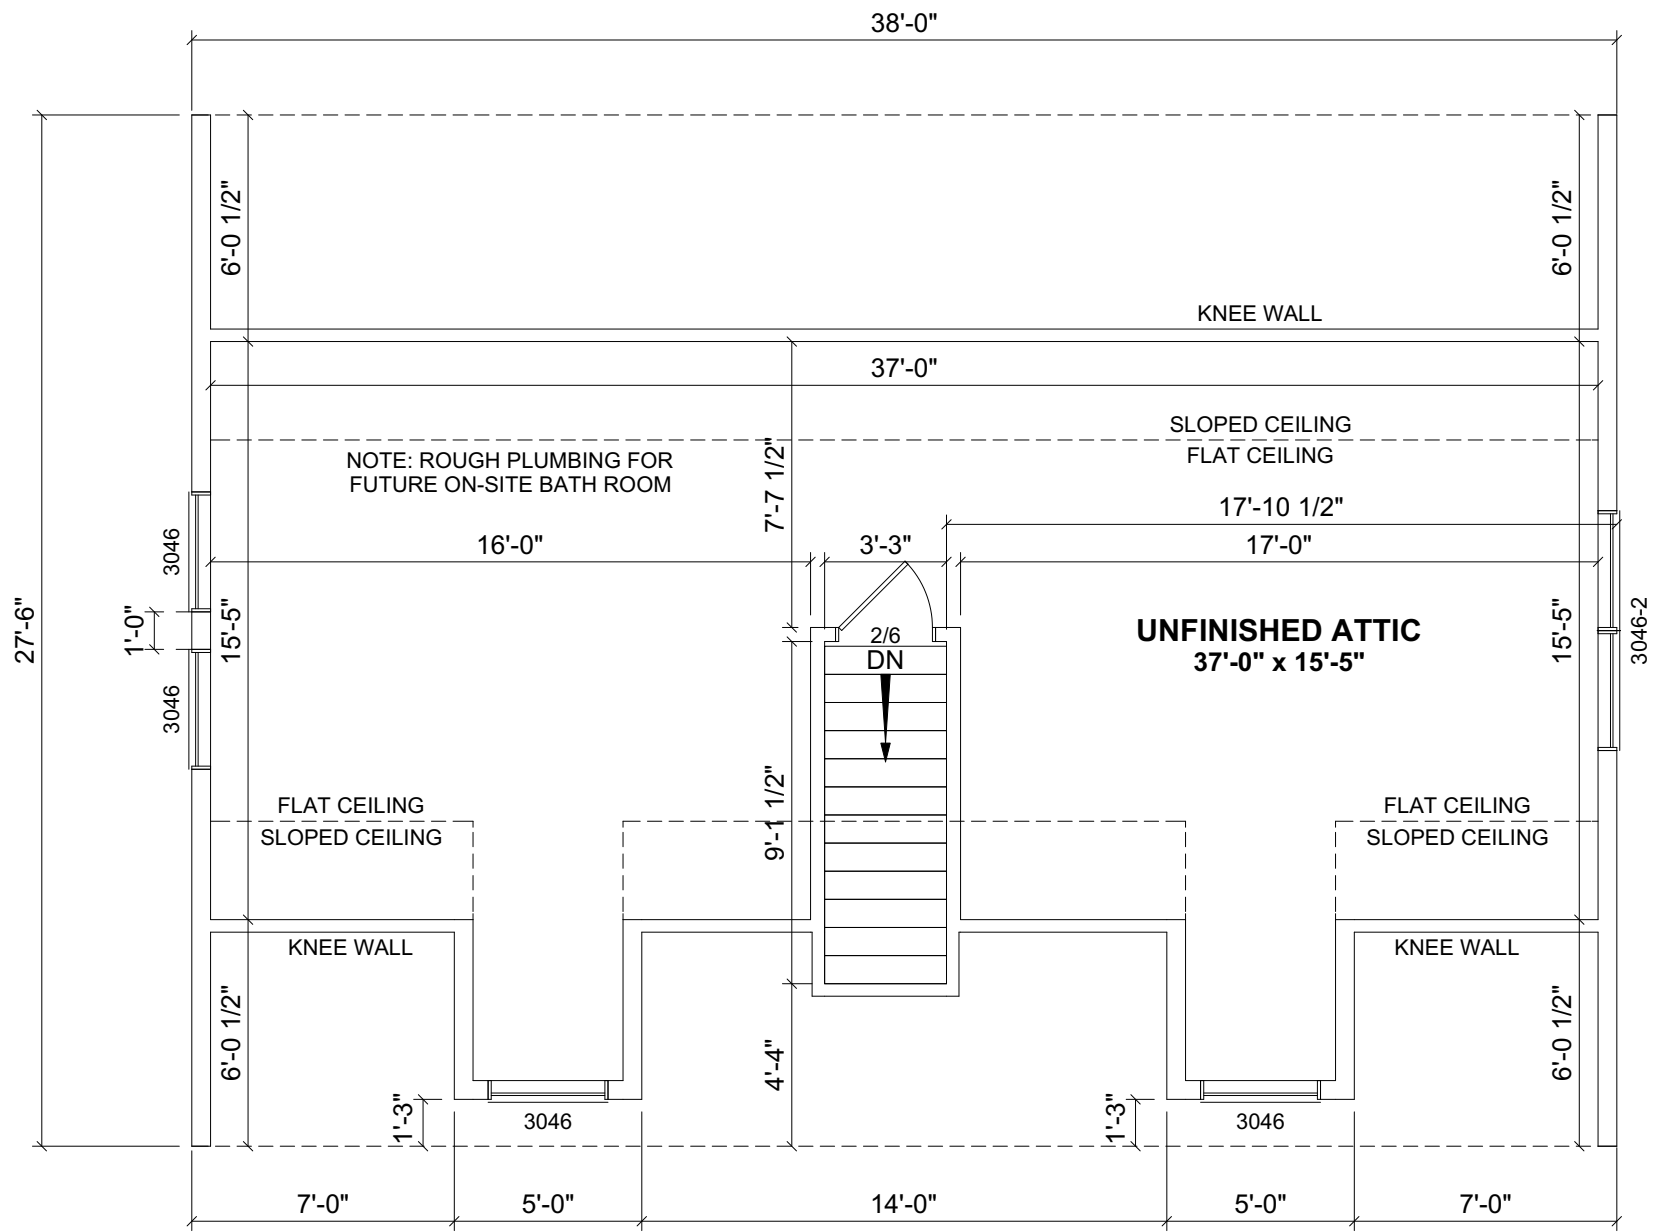 38'-0"
6'-0 1/2"
6'-0 1/2"
KNEE WALL
37'-0"
SLOPED CEILING
FLAT CEILING
NOTE: ROUGH PLUMBING FOR
FUTURE ON-SITE BATH ROOM
7'-7 1/2"
17'-10 1/2"
16'-0"
3'-3"
17'-0"
3046
27'-6"
1'-0"
15'-5"
2/6
DN
UNFINISHED ATTIC
37'-0" x 15'-5"
15'-5"
3046-2
3046
9'-1 1/2"
FLAT CEILING
SLOPED CEILING
FLAT CEILING
SLOPED CEILING
KNEE WALL
KNEE WALL
6'-0 1/2"
4'-4"
6'-0 1/2"
1'-3"
3046
1'-3"
3046
7'-0"
5'-0"
14'-0"
5'-0"
7'-0"